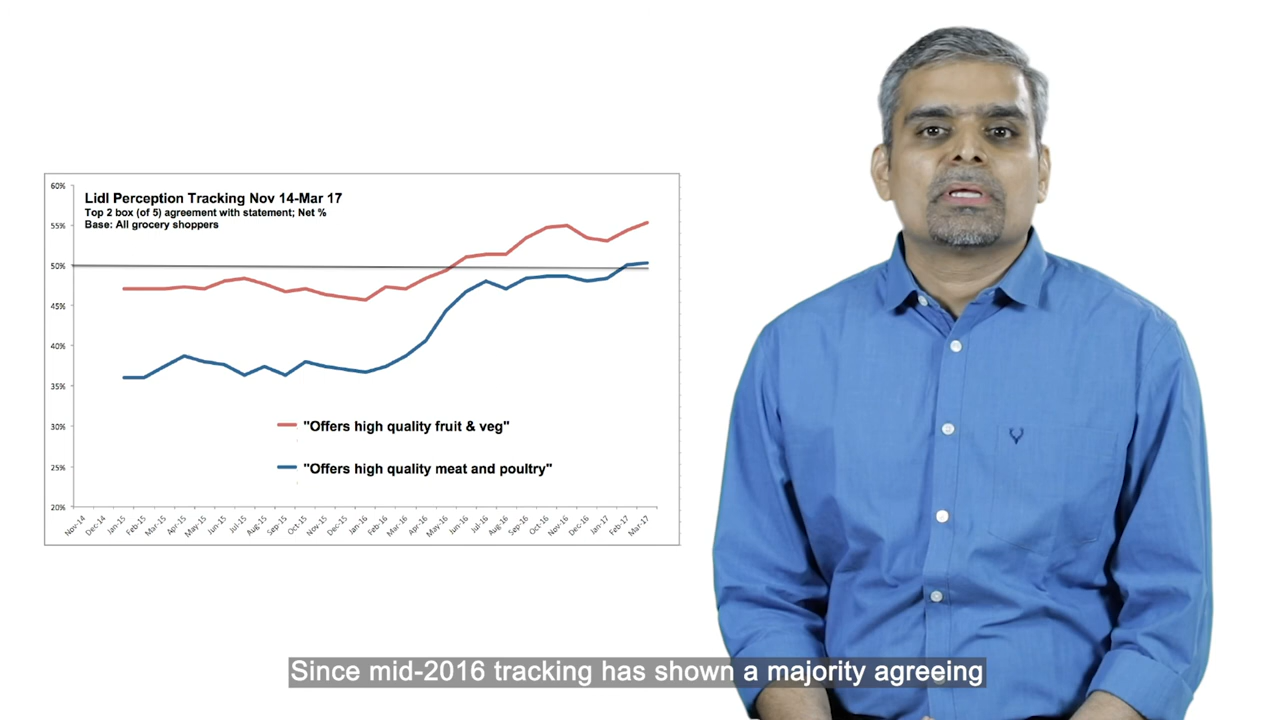 Lidl Perception Tracking Nov 14-Mar 17
Top 2 box (of 5) agreement with statement; Net %
Base: All grocery shoppers
60%
55%
50%
45%
40%
35%
30%
25%
20%
"Offers high quality fruit & veg"
"Offers high quality meat and poultry"
Nov-14
Dec-14
Jan-15
Feb-15
Mar-15
Apr-15
May-15
Jun-15
Jul-15
Aug-15
Sep-15
Oct-15
Nov-15
Dec-15
Jan-16
Feb-16
Mar-16
Apr-16
May-16
Jun-16
Jul-16
Aug-16
Sep-16
Oct-16
Nov-16
Dec-16
Jan-17
Feb-17
Mar-17
Since mid-2016 tracking has shown a majority agreeing